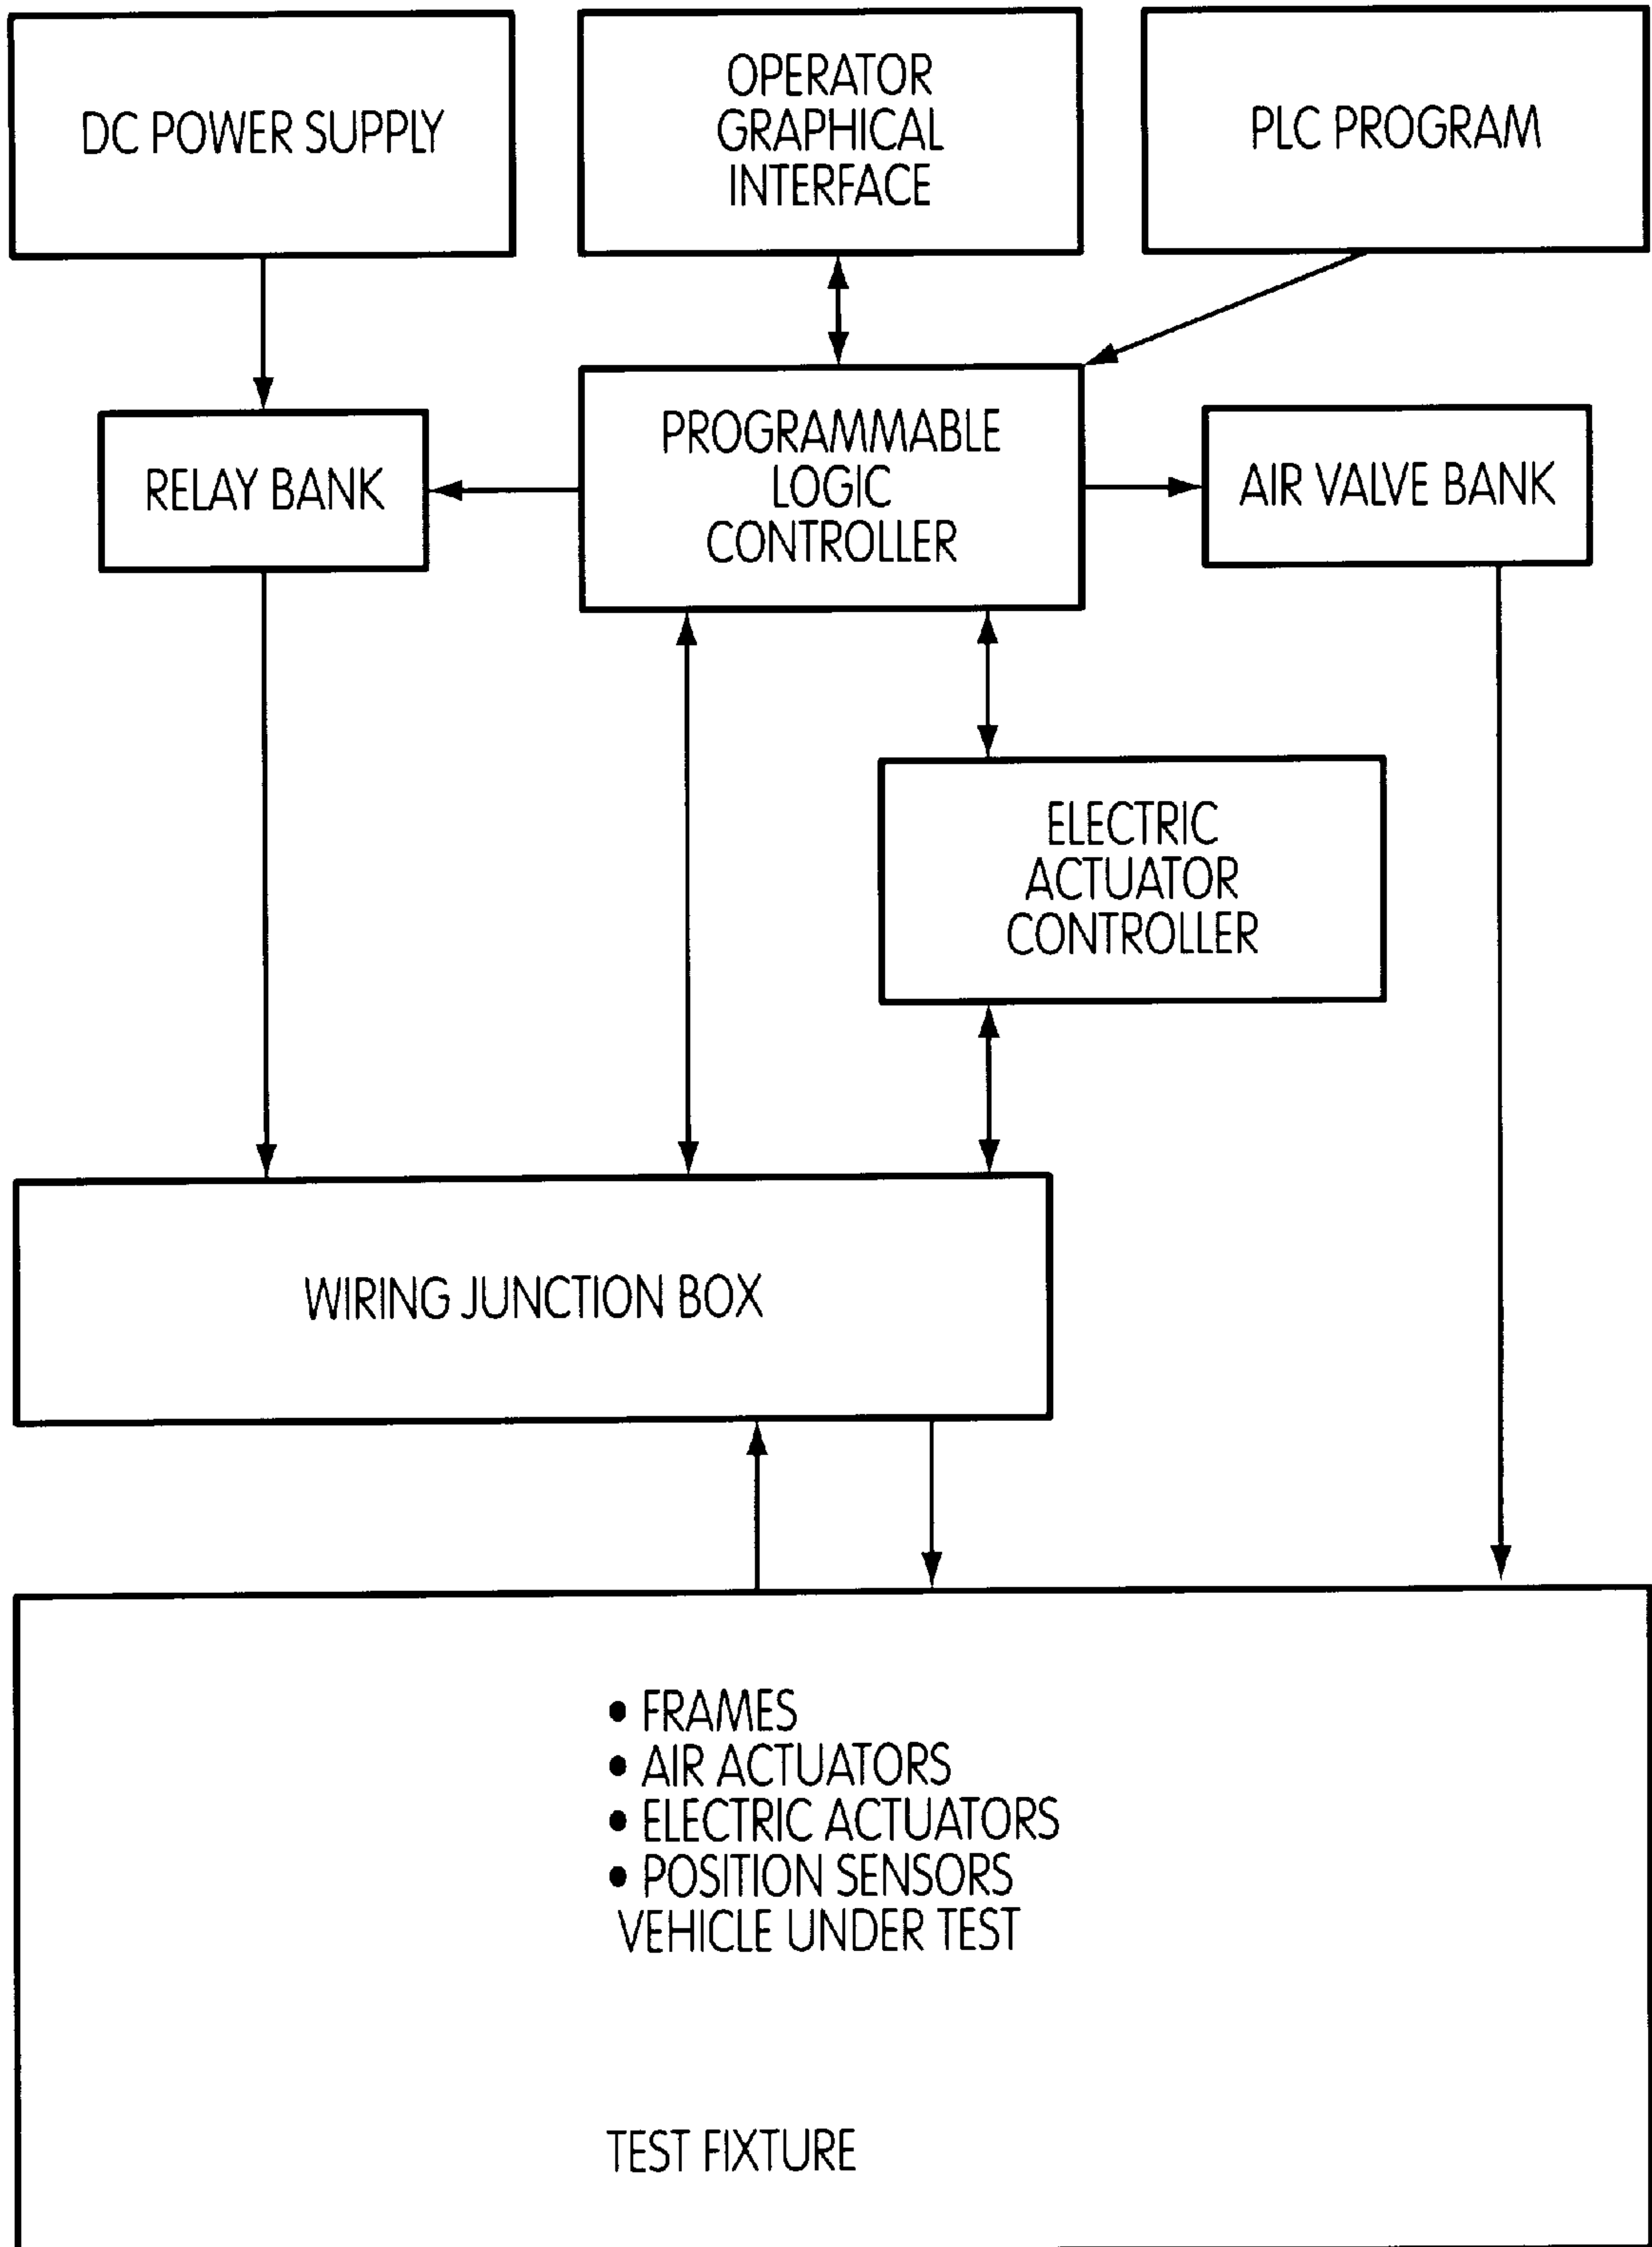 DC POWER SUPPLY
OPERATOR
GRAPHICAL
INTERFACE
PLC PROGRAM
RELAY BANK
PROGRAMMABLE
LOGIC
CONTROLLER
AIR VALVE BANK
ELECTRIC
ACTUATOR
CONTROLLER
WIRING JUNCTION BOX
• FRAMES
• AIR ACTUATORS
• ELECTRIC ACTUATORS
• POSITION SENSORS
VEHICLE UNDER TEST
TEST FIXTURE